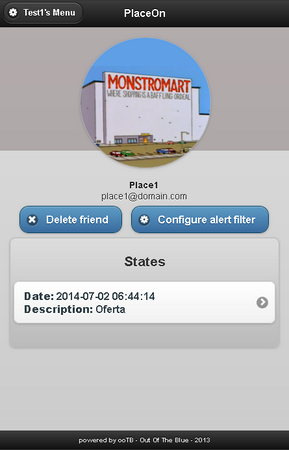 Test1's Menu
PlaceOn
MONSTROMART
WHERE SHOPPING IS A BAFFLING ORDEAL
Place1
place1@domain.com
Delete friend
Configure alert filter
States
Date: 2014-07-02 06:44:14
Description: Oferta
powered by ooTB - Out Of The Blue - 2013